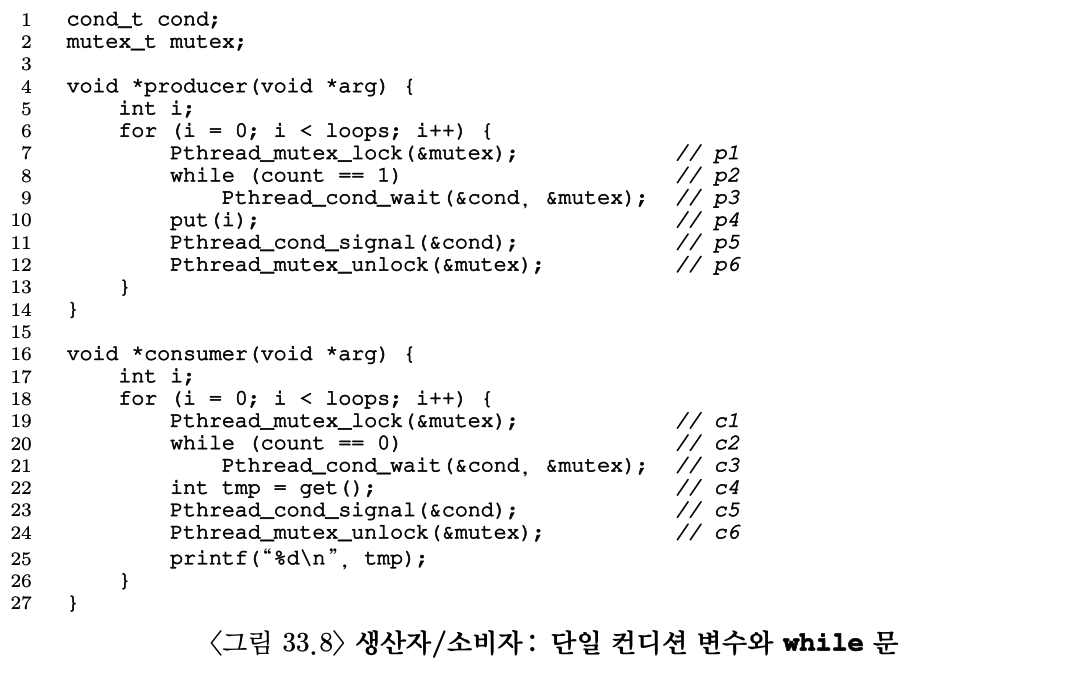 1 cond_t cond;
2 mutex_t mutex;
3
4 void *producer(void *arg) {
5 int i;
6 for (i = 0; i < loops; i++) {
7 Pthread_mutex_lock(&mutex); // p1
8 while (count == 1) // p2
9 Pthread_cond_wait(&cond, &mutex); // p3
10 put(i); // p4
11 Pthread_cond_signal(&cond); // p5
12 Pthread_mutex_unlock(&mutex); // p6
13 }
14 }
15
16 void *consumer(void *arg) {
17 int i;
18 for (i = 0; i < loops; i++) {
19 Pthread_mutex_lock(&mutex); // c1
20 while (count == 0) // c2
21 Pthread_cond_wait(&cond, &mutex); // c3
22 int tmp = get(); // c4
23 Pthread_cond_signal(&cond); // c5
24 Pthread_mutex_unlock(&mutex); // c6
25 printf(“%d\n”, tmp);
26 }
27 }
〈그림 33.8〉 생산자/소비자: 단일 컨디션 변수와 while 문